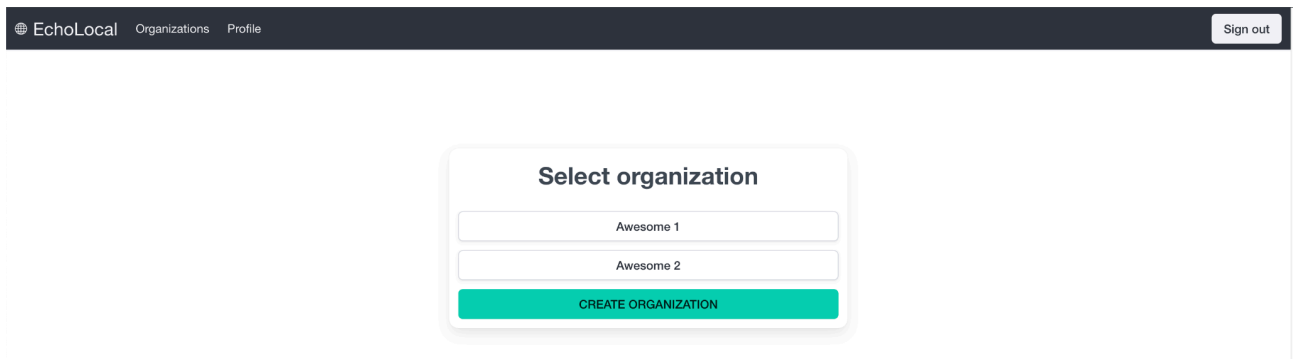 EchoLocal Organizations Profile Sign out
Select organization
Awesome 1
Awesome 2
CREATE ORGANIZATION